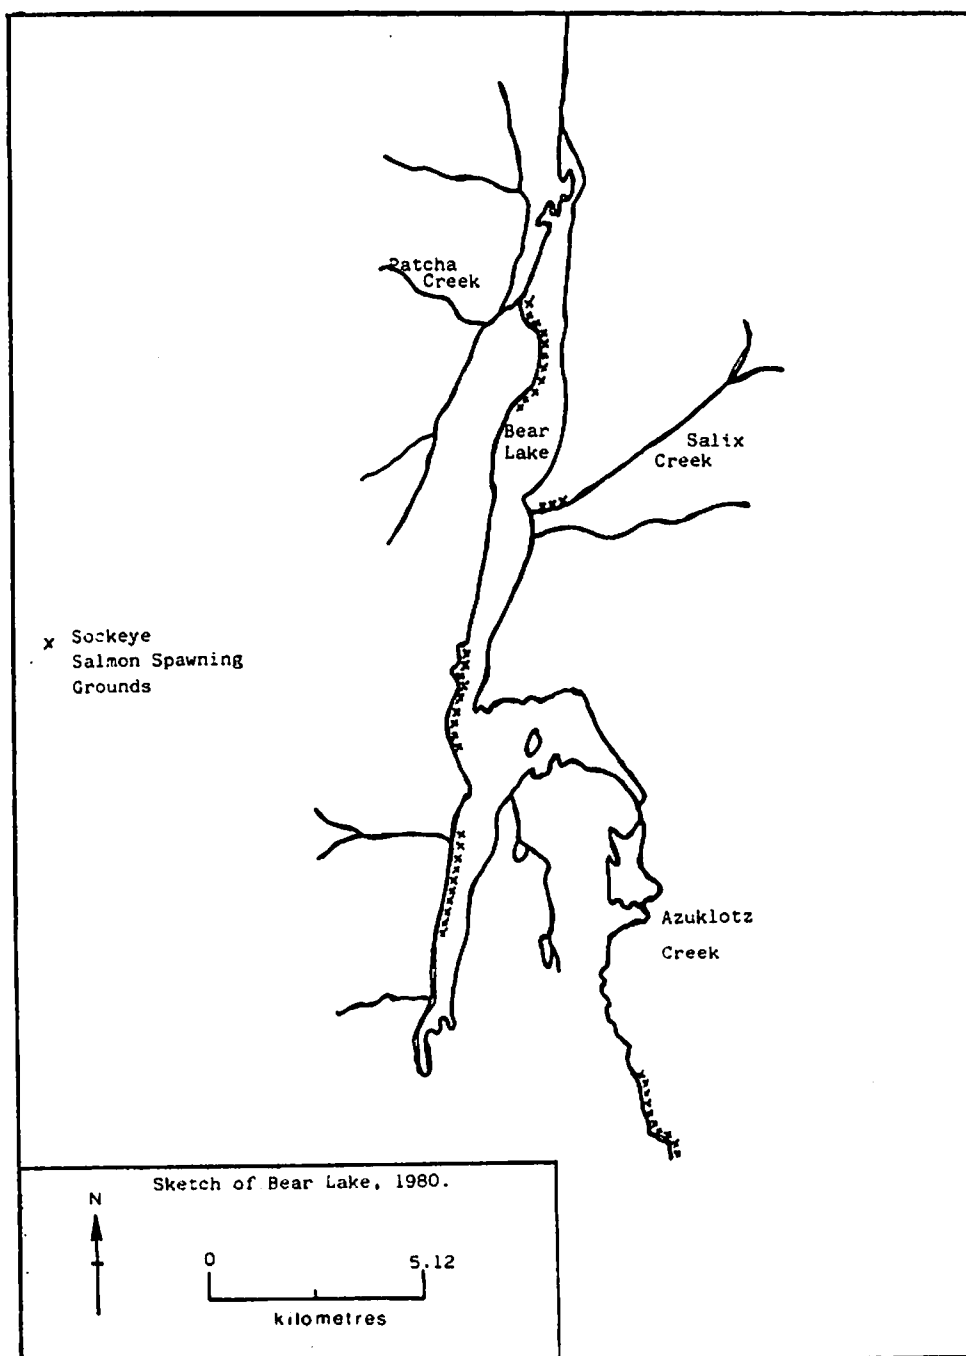 Patcha
Creek
Bear
Lake
Salix
Creek
x Sockeye
Salmon Spawning
Grounds
Azuklotz
Creek
Sketch of Bear Lake, 1980.
N
0 5.12
kilometres